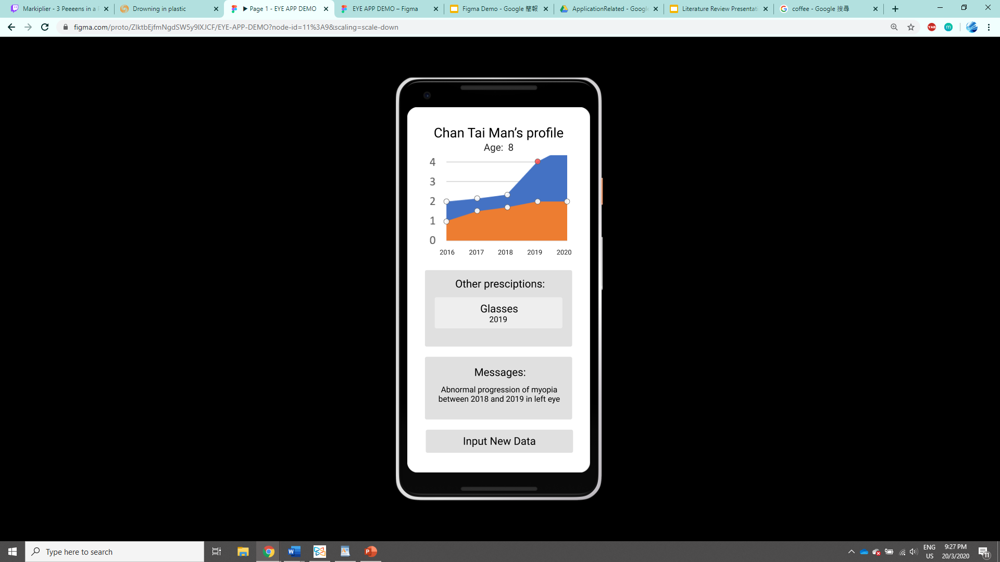 Markiplier - 3 Peeeens in a
Drowning in plastic
▶ Page 1 - EYE APP DEMO
EYE APP DEMO – Figma
Figma Demo - Google 簡報
ApplicationRelated - Google
Literature Review Presentat
coffee - Google 搜尋
figma.com/proto/ZlktbEjfmNgdSW5y9lXJCF/EYE-APP-DEMO?node-id=11%3A9&scaling=scale-down
YAB
m
Chan Tai Man’s profile
Age: 8
4
3
2
1
0
2016 2017 2018 2019 2020
Other presciptions:
Glasses
2019
Messages:
Abnormal progression of myopia
between 2018 and 2019 in left eye
Input New Data
Type here to search
ENG
US
9:27 PM
20/3/2020
11